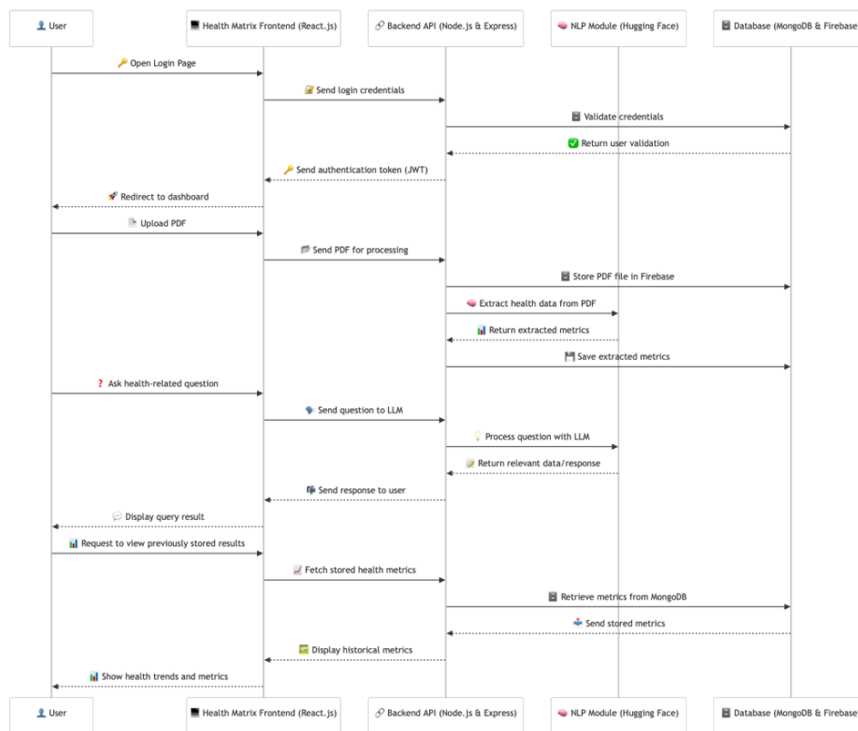 👤 User
🖥️ Health Matrix Frontend (React.js)
🔗 Backend API (Node.js & Express)
🧠 NLP Module (Hugging Face)
🗄️ Database (MongoDB & Firebase
🔑 Open Login Page
🔐 Send login credentials
🗄️ Validate credentials
✅ Return user validation
🔑 Send authentication token (JWT)
🚀 Redirect to dashboard
📄 Upload PDF
📨 Send PDF for processing
🗄️ Store PDF file in Firebase
🧠 Extract health data from PDF
📊 Return extracted metrics
💾 Save extracted metrics
❓ Ask health-related question
🗣️ Send question to LLM
💡 Process question with LLM
📝 Return relevant data/response
📬 Send response to user
💬 Display query result
📊 Request to view previously stored results
📈 Fetch stored health metrics
🗄️ Retrieve metrics from MongoDB
📤 Send stored metrics
🖼️ Display historical metrics
📊 Show health trends and metrics
👤 User
🖥️ Health Matrix Frontend (React.js)
🔗 Backend API (Node.js & Express)
🧠 NLP Module (Hugging Face)
🗄️ Database (MongoDB & Firebase